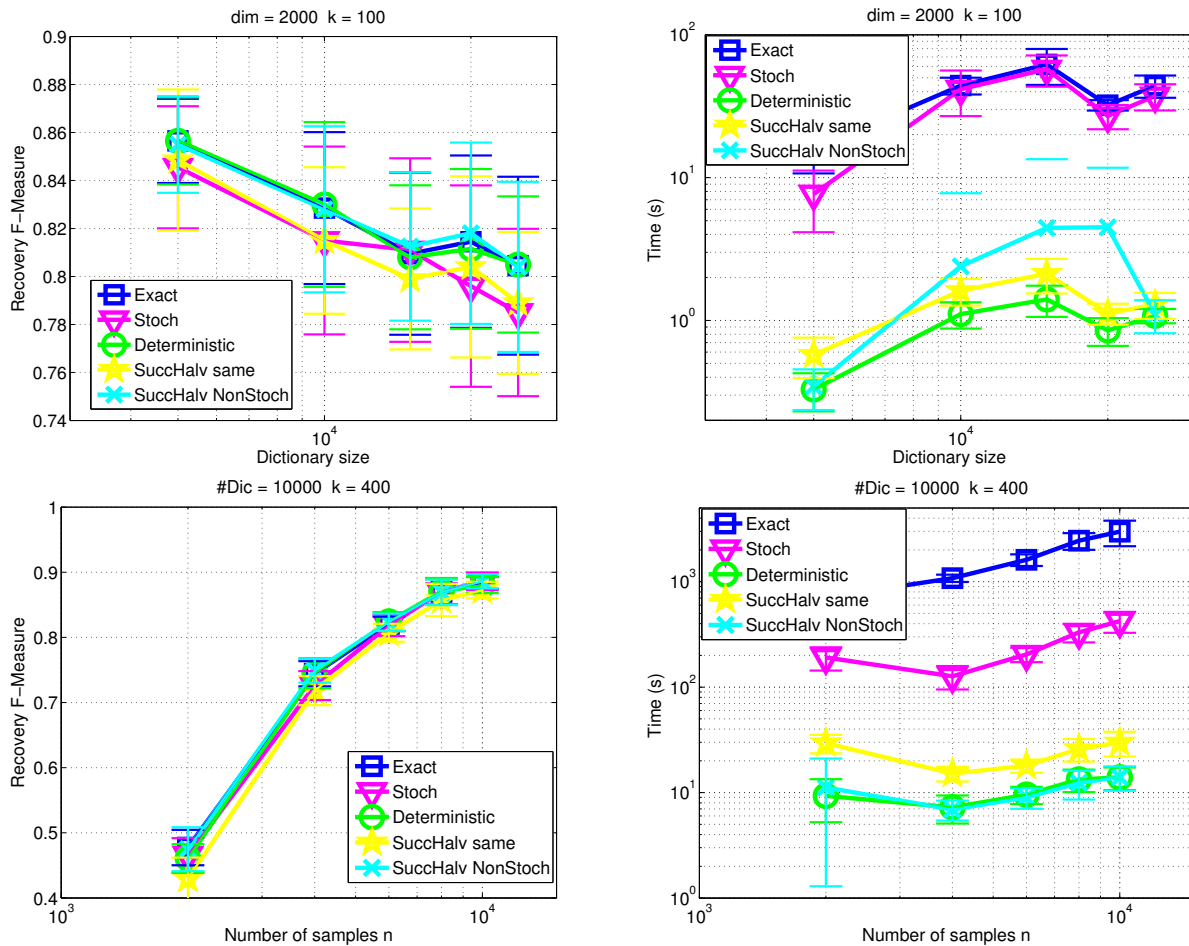 dim = 2000 k = 100
0.9
0.88
0.86
0.84
0.82
0.8
0.78
0.76
0.74
Recovery F−Measure
Exact
Stoch
Deterministic
SuccHalv same
SuccHalv NonStoch
10^4
Dictionary size
dim = 2000 k = 100
10^2
10^1
10^0
Time (s)
Exact
Stoch
Deterministic
SuccHalv same
SuccHalv NonStoch
10^4
Dictionary size
#Dic = 10000 k = 400
1
0.9
0.8
0.7
0.6
0.5
0.4
Recovery F−Measure
Exact
Stoch
Deterministic
SuccHalv same
SuccHalv NonStoch
10^3
10^4
Number of samples n
#Dic = 10000 k = 400
10^3
10^2
10^1
10^0
Time (s)
Exact
Stoch
Deterministic
SuccHalv same
SuccHalv NonStoch
10^3
10^4
Number of samples n